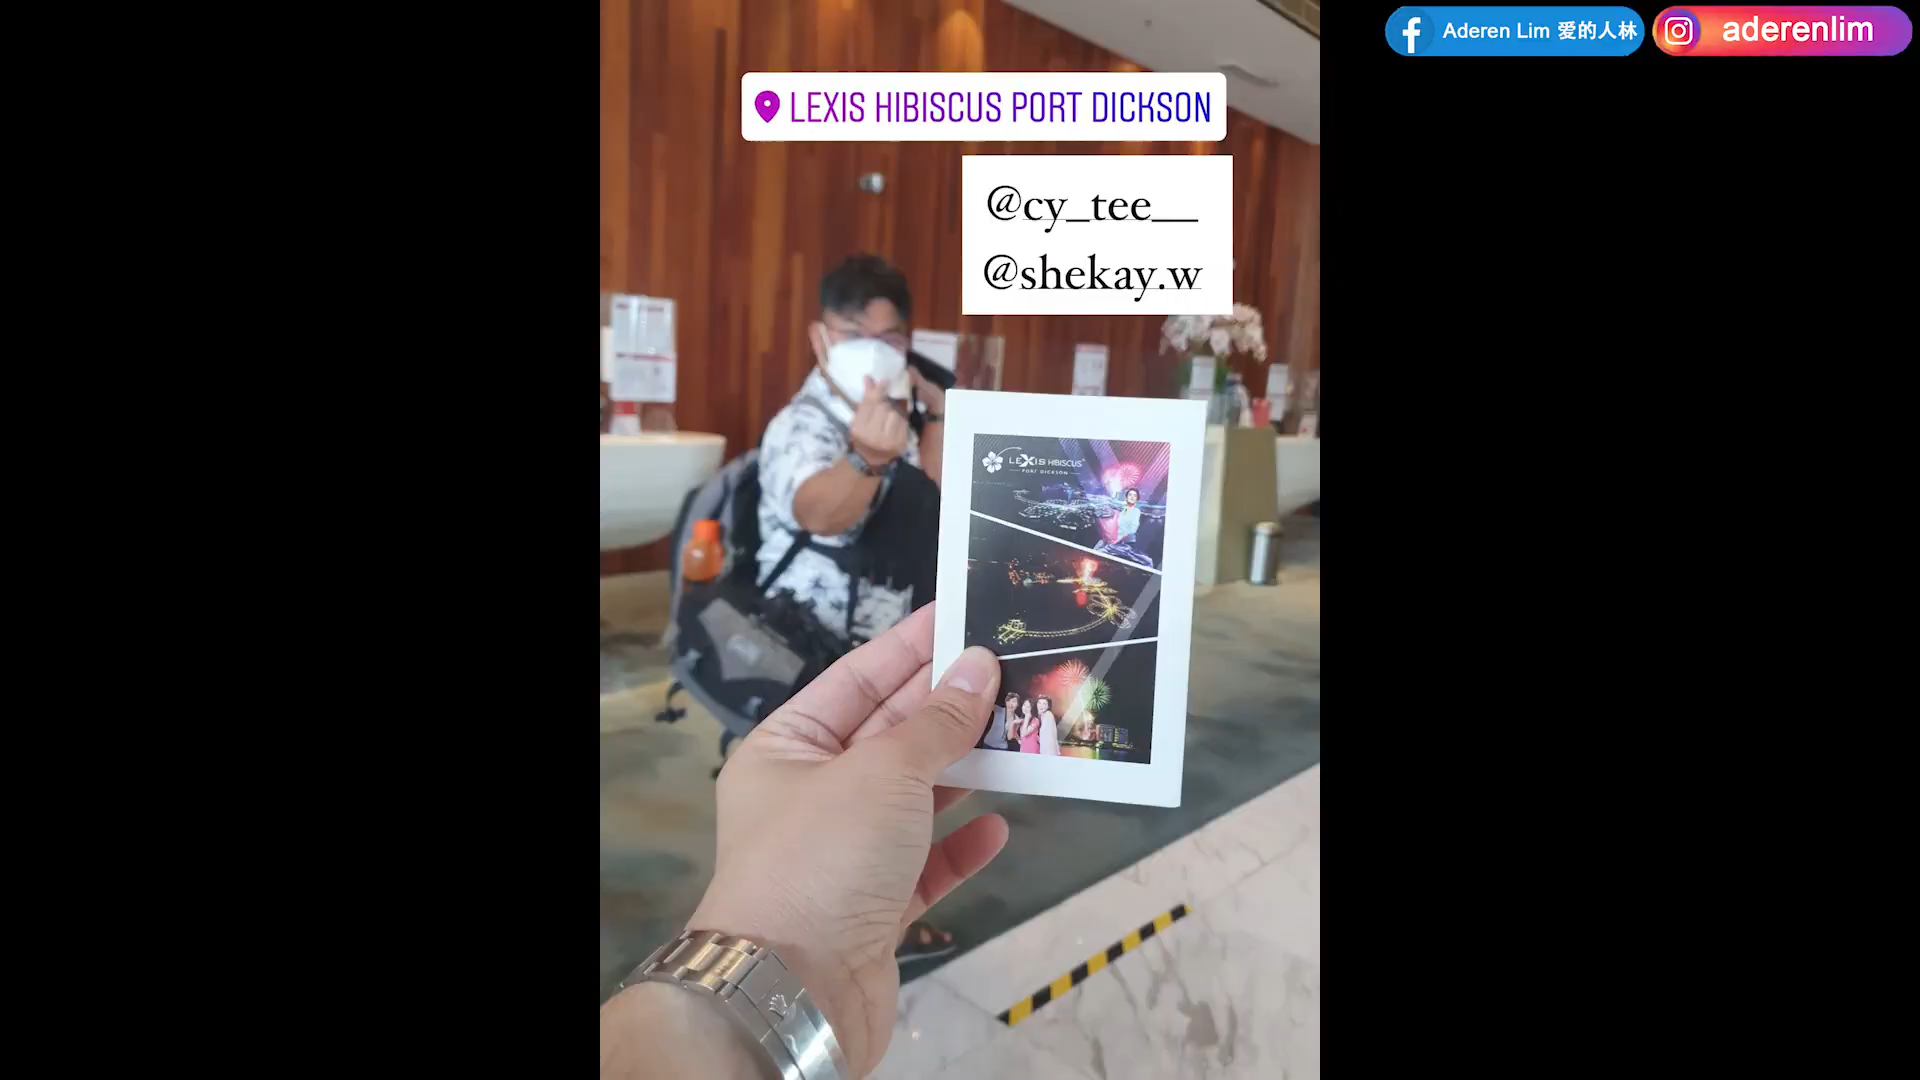 Aderen Lim 爱的人林
aderenlim
LEXIS HIBISCUS PORT DICKSON
@cy_tee__
@shekay.w
LEXIS HIBISCUS
PORT DICKSON